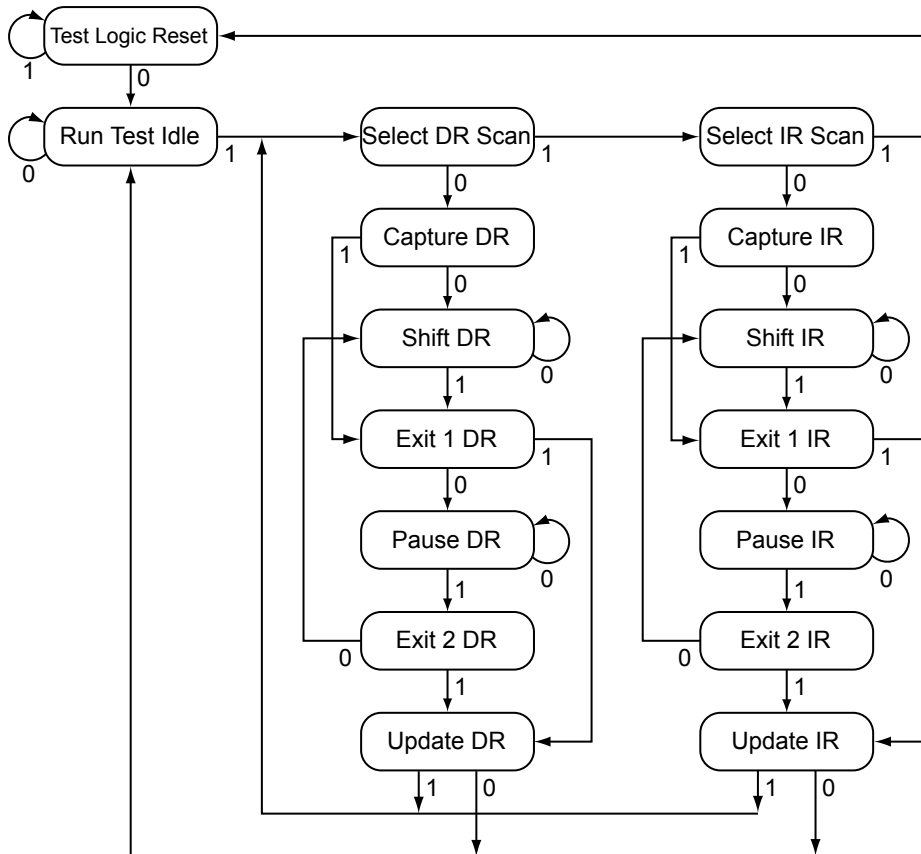 Test Logic Reset
1
0
Run Test Idle
0
1
Select DR Scan
1
Select IR Scan
1
0
0
Capture DR
1
Capture IR
1
0
0
Shift DR
0
Shift IR
0
1
1
Exit 1 DR
1
Exit 1 IR
1
0
0
Pause DR
0
Pause IR
0
1
1
Exit 2 DR
0
Exit 2 IR
0
1
1
Update DR
Update IR
1
0
1
0